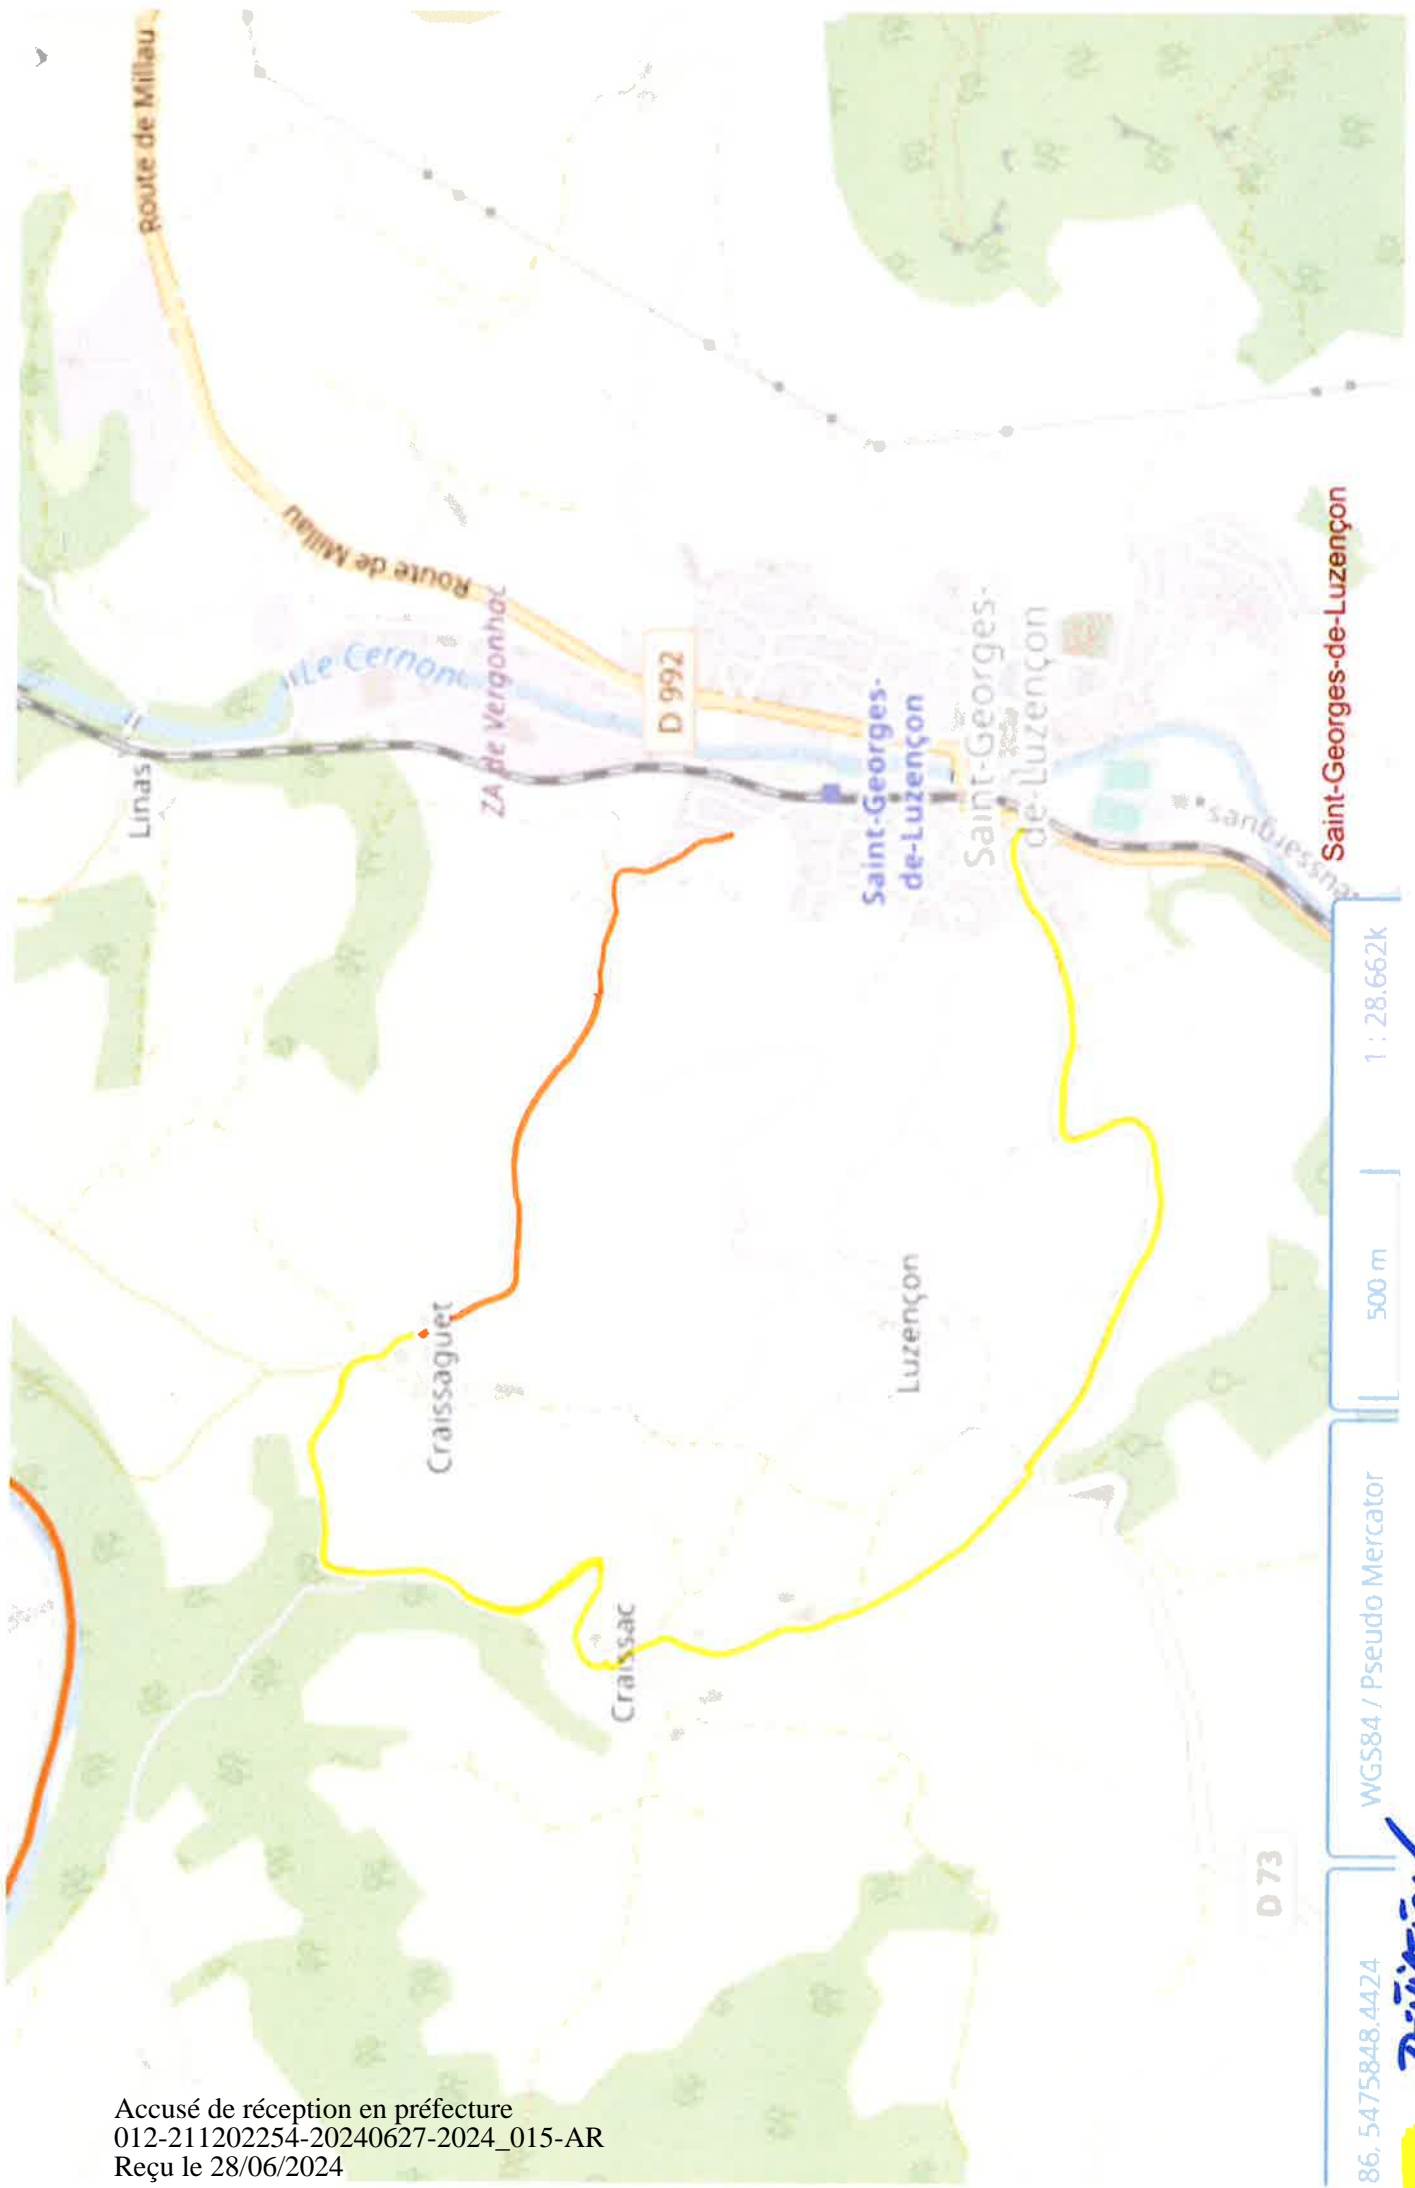 Route de Millau
Route de Millau
Le Cernon
ZA de Vergonhac
Linas
D 992
Saint-Georges-
de-Luzençon
Saint-Georges-
de-Luzençon
Saint-Georges-de-Luzençon
Craissaguet
Luzençon
Craissac
D 73
1 : 28.662k
500 m
WGS84 / Pseudo Mercator
86, 5475848.4424
Accusé de réception en préfecture
012-211202254-20240627-2024_015-AR
Reçu le 28/06/2024